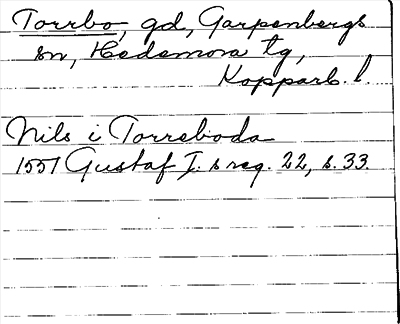 Torrbo, gd, Garpenbergs
sn, Hedemora tg,
Kopparb. l.
Nils i Torreboda
1551 Gustaf I. s reg. 22, s. 33.